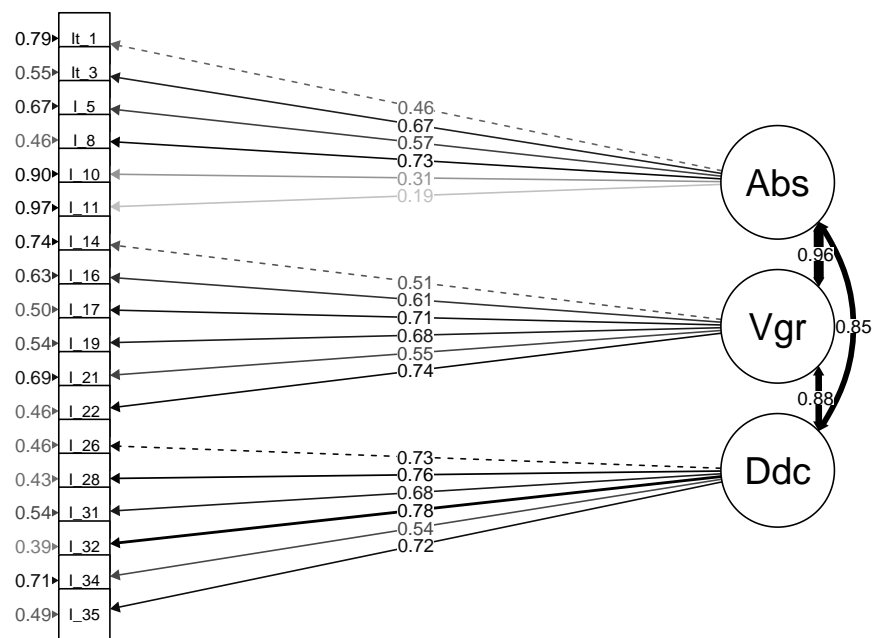 0.79 It_1
0.55 It_3
0.67 I_5
0.46 I_8
0.90 I_10
0.97 I_11
0.74 I_14
0.63 I_16
0.50 I_17
0.54 I_19
0.69 I_21
0.46 I_22
0.46 I_26
0.43 I_28
0.54 I_31
0.39 I_32
0.71 I_34
0.49 I_35
0.46
0.67
0.57
0.73
0.31
0.19
0.51
0.61
0.71
0.68
0.55
0.74
0.73
0.76
0.68
0.78
0.54
0.72
Abs
0.96
Vgr
0.85
0.88
Ddc